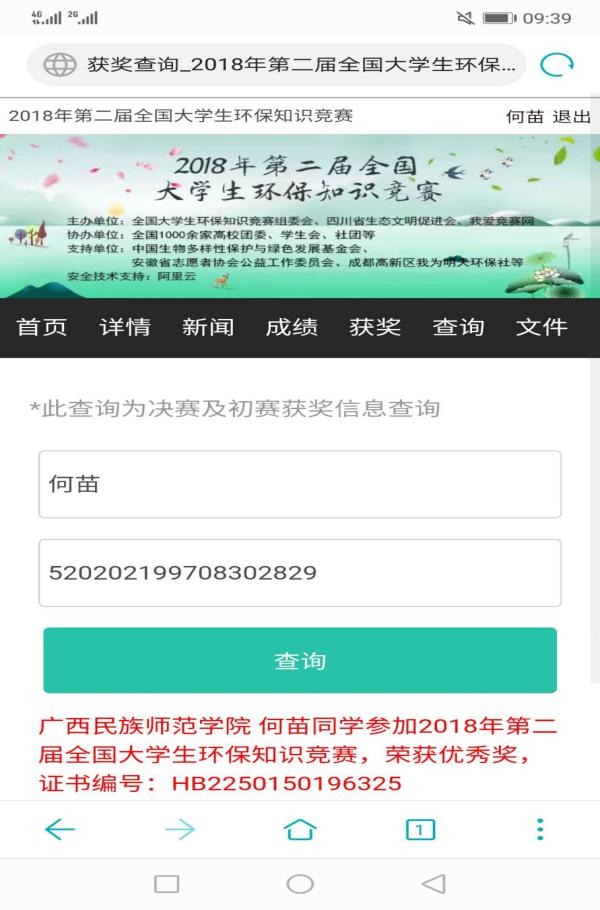 4G 2G 09:39
获奖查询_2018年第二届全国大学生环保...
2018年第二届全国大学生环保知识竞赛 何苗 退出
2018年第二届全国
大学生环保知识竞赛
主办单位：全国大学生环保知识竞赛组委会、四川省生态文明促进会、我爱竞赛网
协办单位：全国1000余家高校团委、学生会、社团等
支持单位：中国生物多样性保护与绿色发展基金会、
安徽省志愿者协会公益工作委员会、成都高新区我为明天环保社等
安全技术支持：阿里云
首页 详情 新闻 成绩 获奖 查询 文件
*此查询为决赛及初赛获奖信息查询
何苗
520202199708302829
查询
广西民族师范学院 何苗同学参加2018年第二
届全国大学生环保知识竞赛，荣获优秀奖，
证书编号：HB2250150196325
1